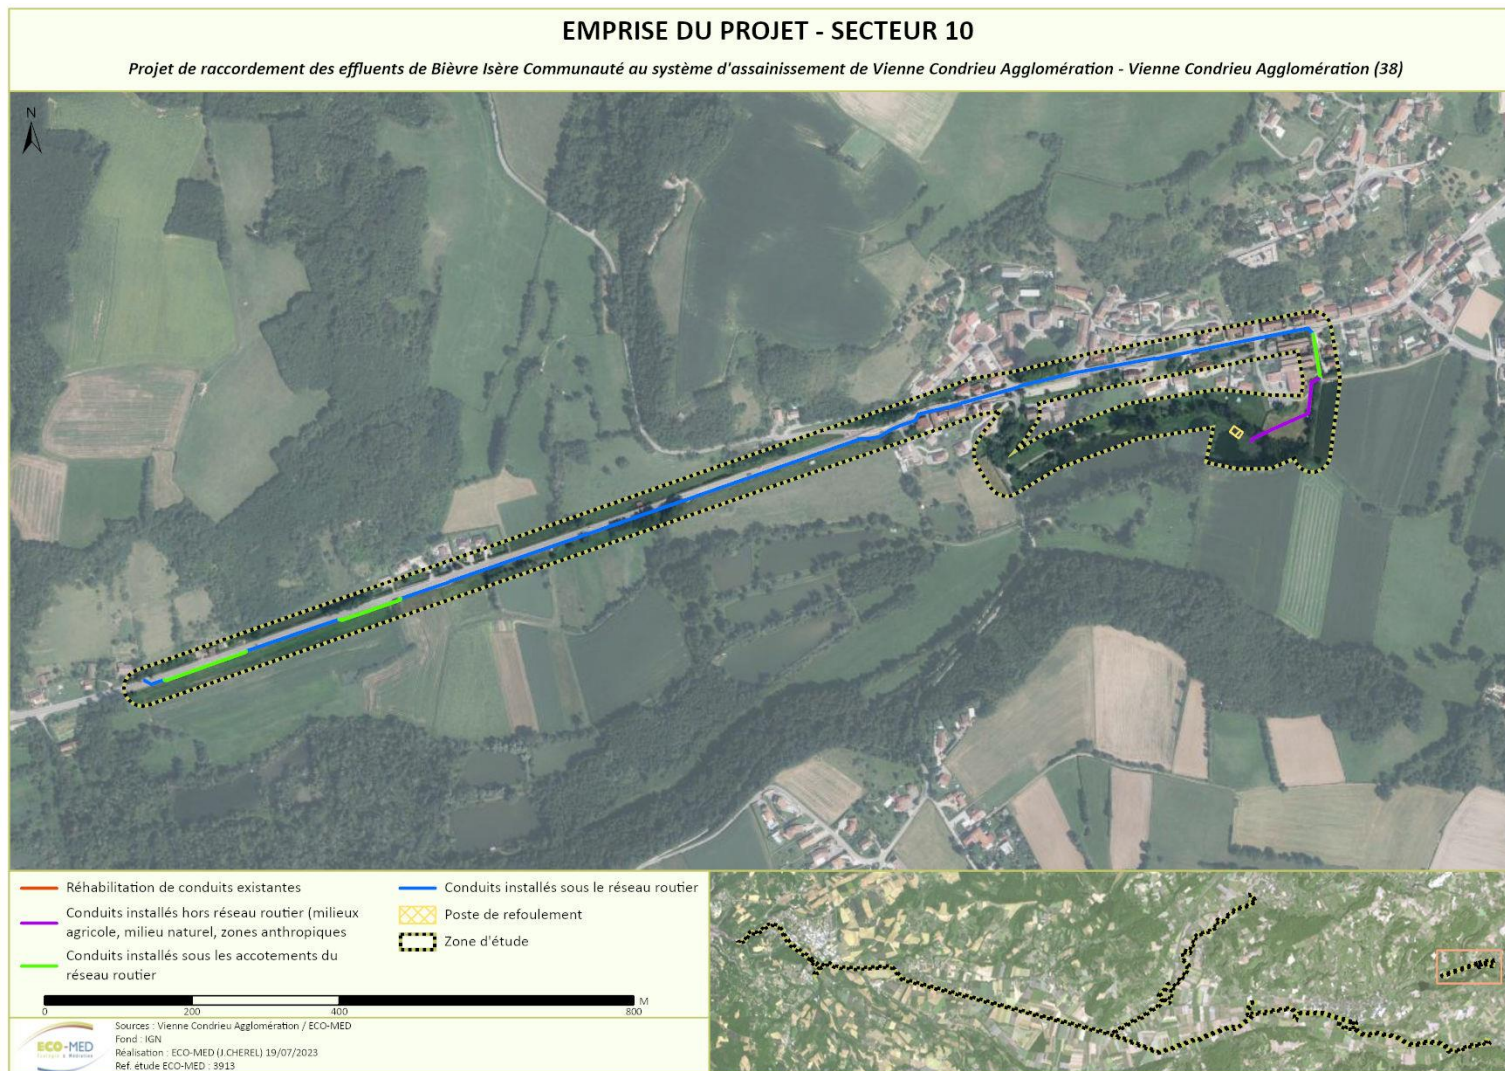 EMPRISE DU PROJET - SECTEUR 10
Projet de raccordement des effluents de Bièvre Isère Communauté au système d'assainissement de Vienne Condrieu Agglomération - Vienne Condrieu Agglomération (38)
N
Réhabilitation de conduits existantes
Conduits installés hors réseau routier (milieux
agricole, milieu naturel, zones anthropiques
Conduits installés sous les accotements du
réseau routier
Conduits installés sous le réseau routier
Poste de refoulement
Zone d'étude
M
0 200 400 800
ECO-MED
Ecologie & Médiation
Sources : Vienne Condrieu Agglomération / ECO-MED
Fond : IGN
Réalisation : ECO-MED (J.CHEREL) 19/07/2023
Ref. étude ECO-MED : 3913